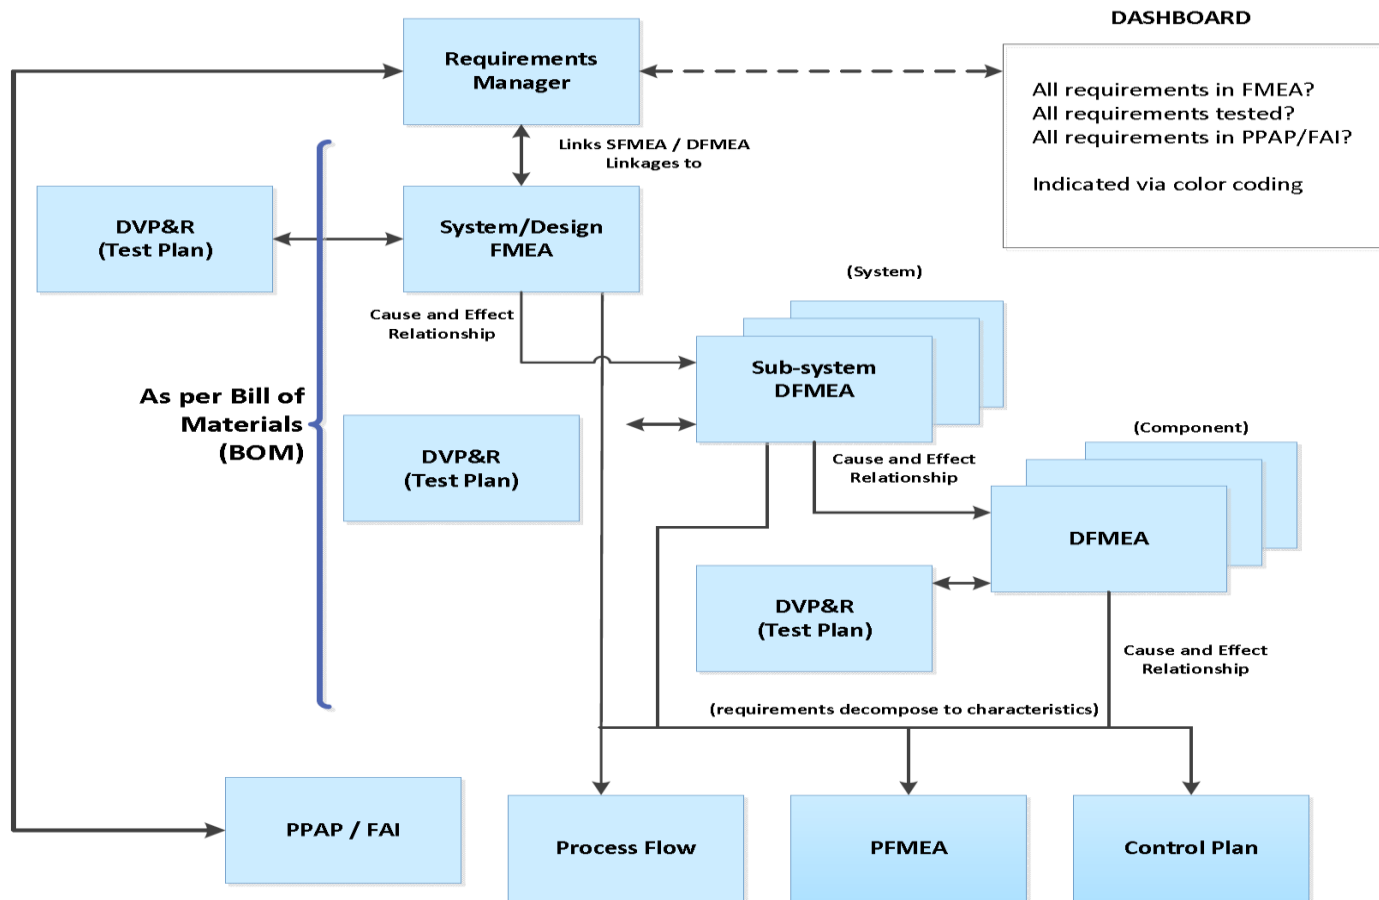 DASHBOARD
Requirements
Manager
All requirements in FMEA?
All requirements tested?
All requirements in PPAP/FAI?
Indicated via color coding
Links SFMEA / DFMEA
Linkages to
DVP&R
(Test Plan)
System/Design
FMEA
(System)
Cause and Effect
Relationship
Sub-system
DFMEA
As per Bill of
Materials
(BOM)
DVP&R
(Test Plan)
(Component)
Cause and Effect
Relationship
DFMEA
DVP&R
(Test Plan)
Cause and Effect
Relationship
(requirements decompose to characteristics)
PPAP / FAI
Process Flow
PFMEA
Control Plan